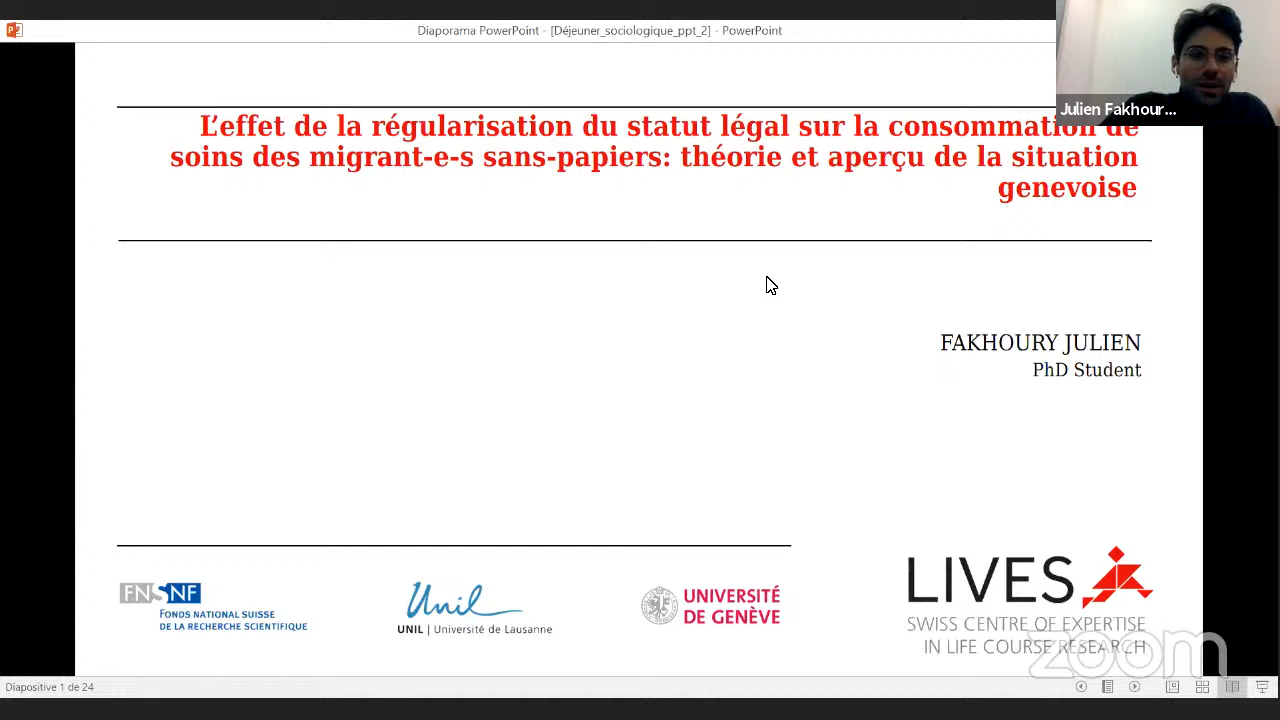 Diaporama PowerPoint - [Déjeuner_sociologique_ppt_2] - PowerPoint
Julien Fakhour...
L'effet de la régularisation du statut légal sur la consommation de
soins des migrant-e-s sans-papiers: théorie et aperçu de la situation
genevoise
FAKHOURY JULIEN
PhD Student
FNSNF
FONDS NATIONAL SUISSE
DE LA RECHERCHE SCIENTIFIQUE
Unil
UNIL | Université de Lausanne
UNIVERSITÉ
DE GENÈVE
LIVES
SWISS CENTRE OF EXPERTISE
IN LIFE COURSE RESEARCH
zoom
Diapositive 1 de 24